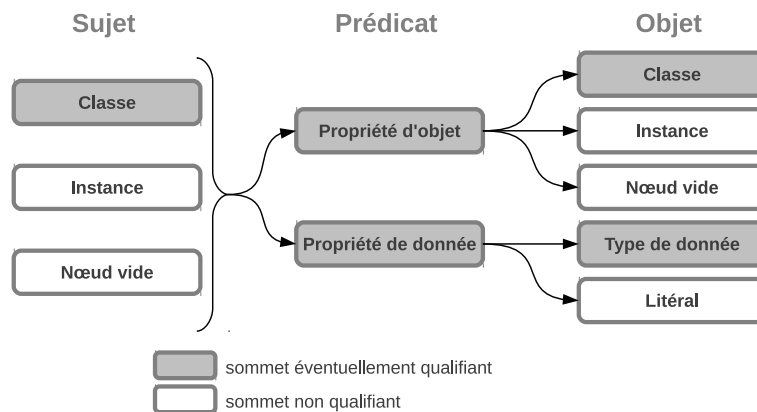 Sujet Prédicat Objet
Classe
Classe
Propriété d'objet
Instance
Instance
Nœud vide
Propriété de donnée
Type de donnée
Nœud vide
Litéral
sommet éventuellement qualifiant
sommet non qualifiant